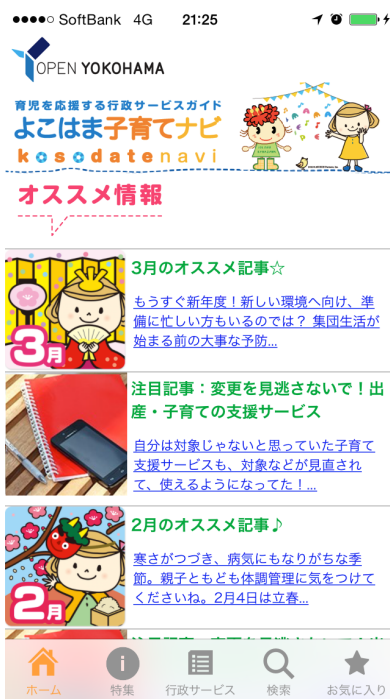 SoftBank 4G 21:25
OPEN YOKOHAMA
育児を応援する行政サービスガイド
よこはま子育てナビ
kosodatenavi
オススメ情報
3月のオススメ記事☆
もうすぐ新年度！新しい環境へ向け、準
備に忙しい方もいるのでは？ 集団生活が
始まる前の大事な予防...
3月
注目記事：変更を見逃さないで！出
産・子育ての支援サービス
自分は対象じゃないと思っていた子育て
支援サービスも、対象などが見直され
て、使えるようになってた！...
2月のオススメ記事♪
寒さがつづき、病気にもなりがちな季
節。親子ともども体調管理に気をつけて
くださいね。2月4日は立春...
2月
ホーム
特集
行政サービス
検索
お気に入り